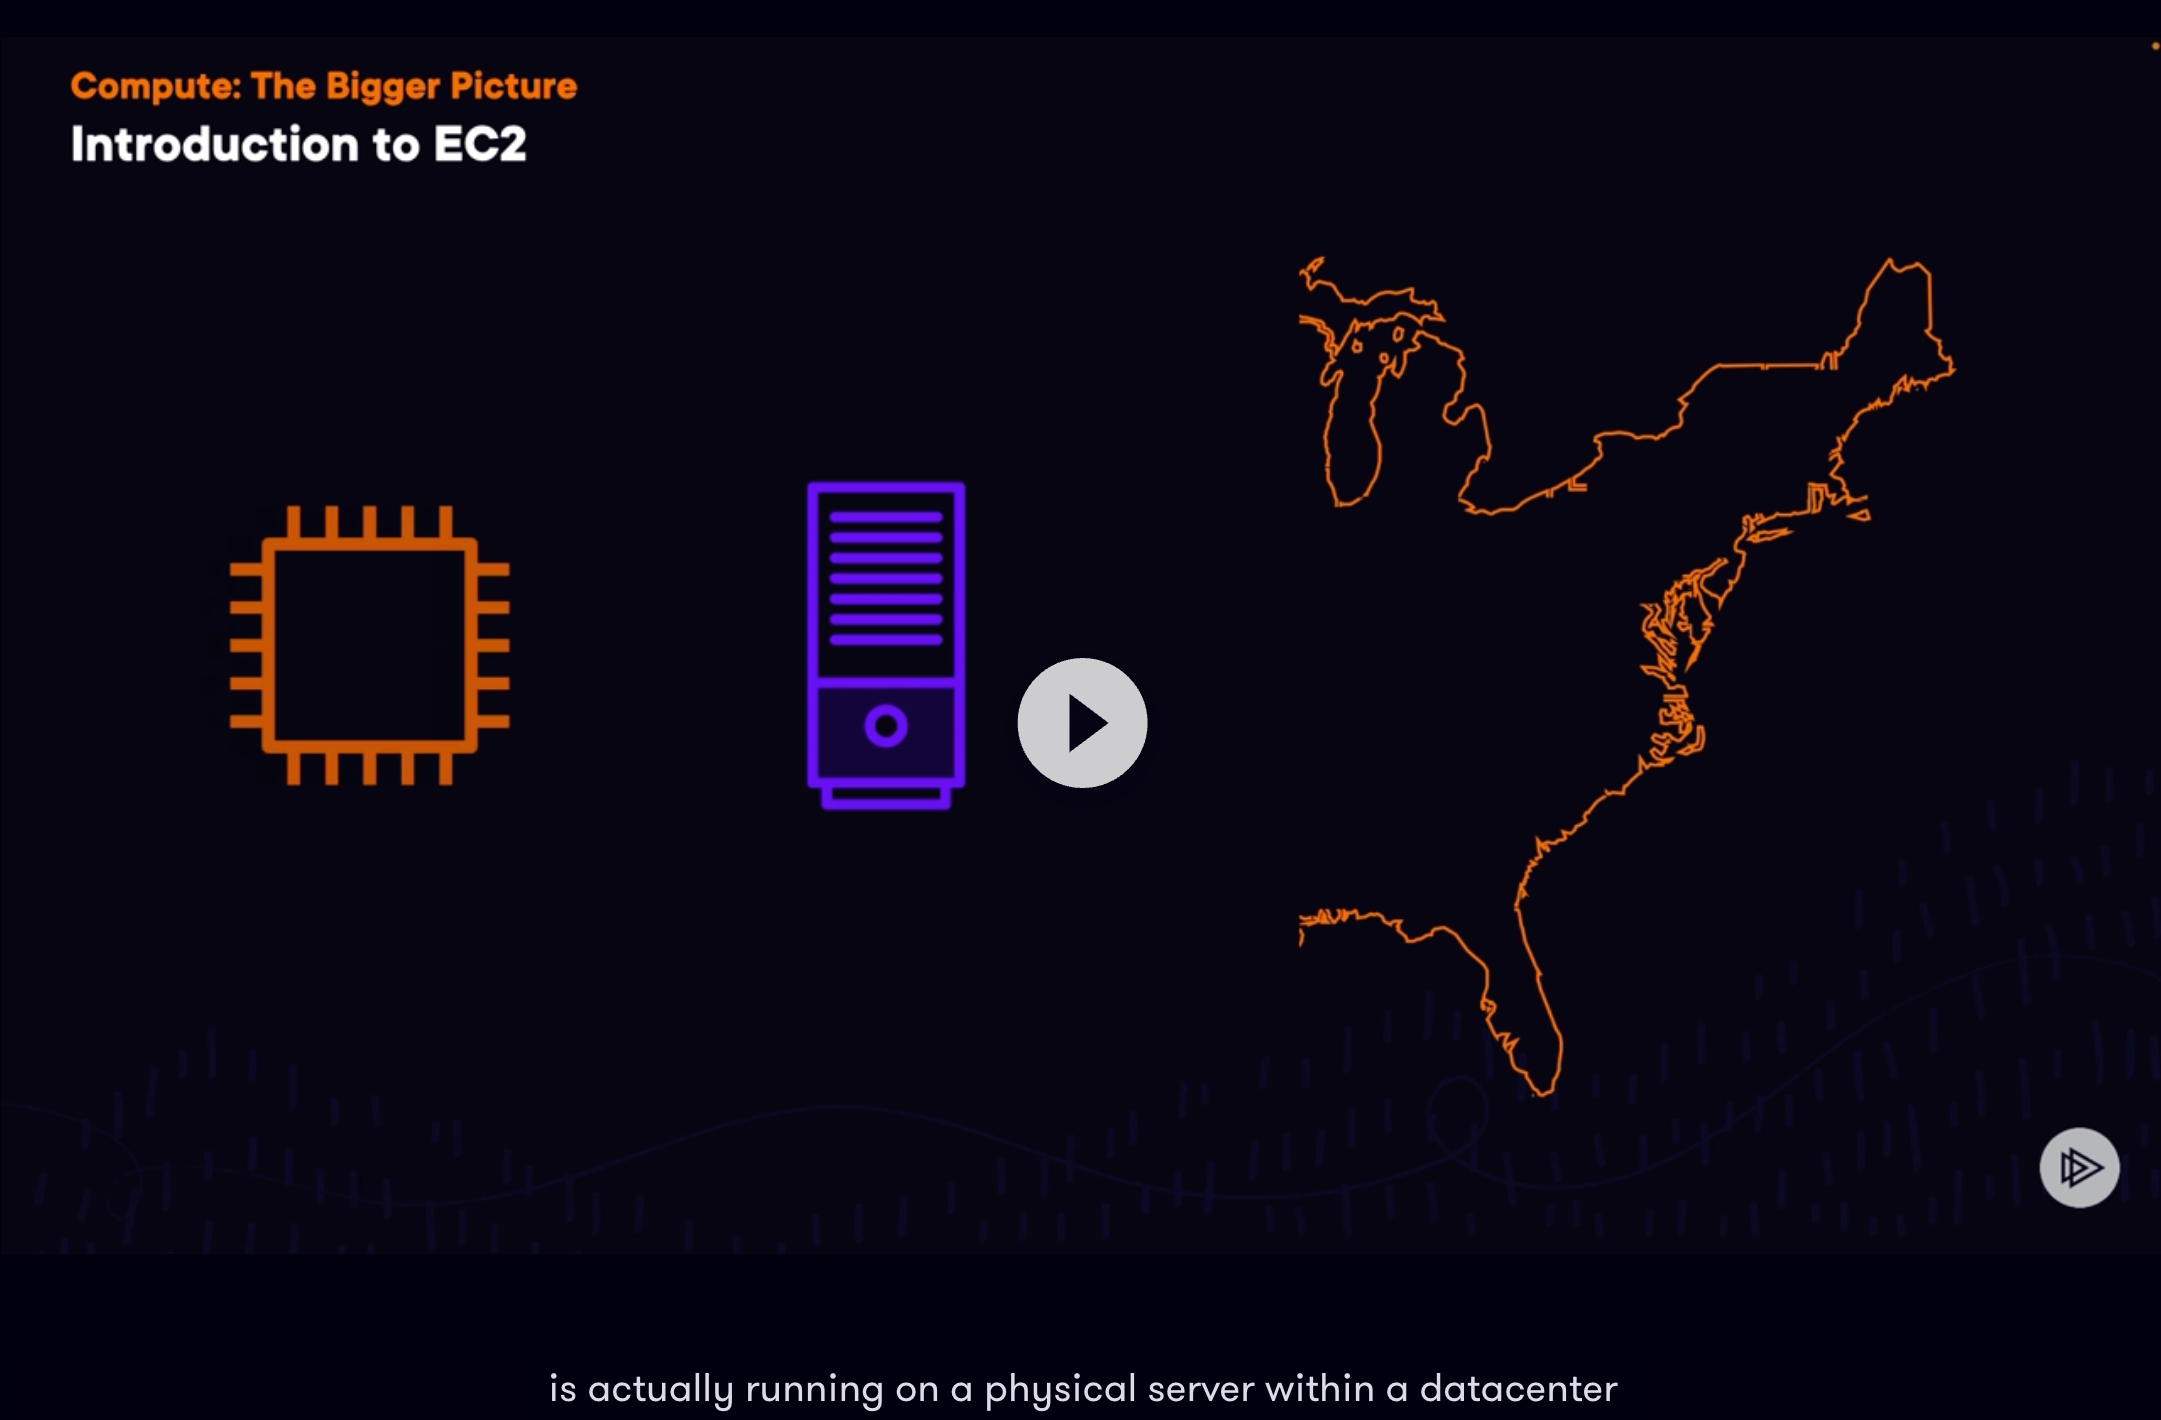 Compute: The Bigger Picture
Introduction to EC2
is actually running on a physical server within a datacenter